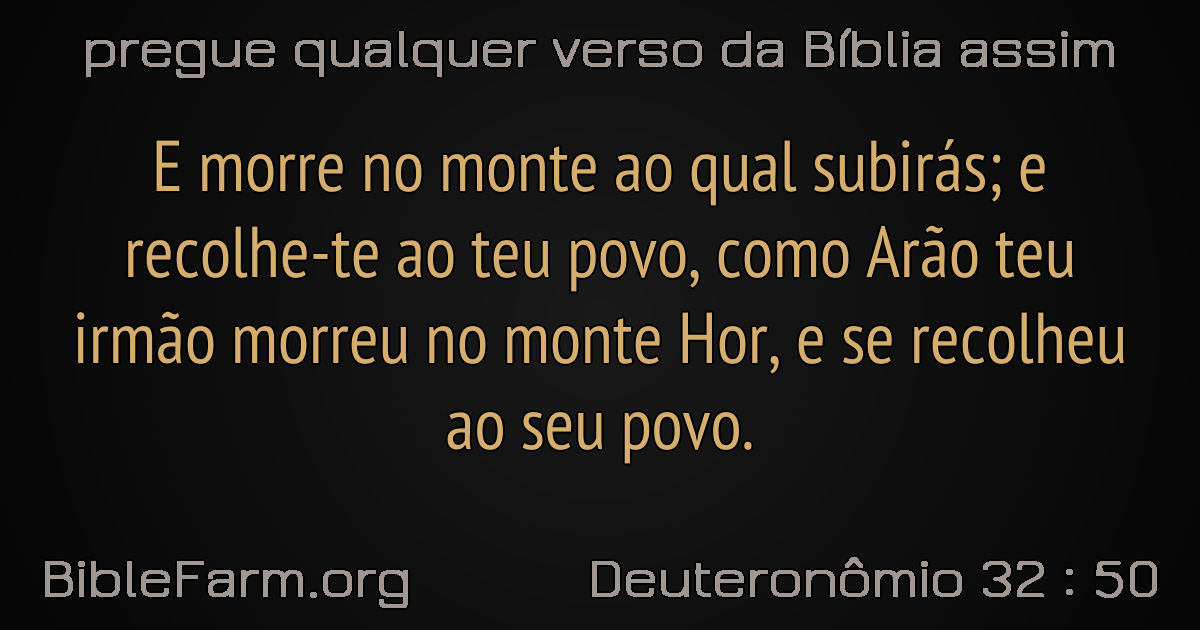 pregue qualquer verso da Bíblia assim
E morre no monte ao qual subirás; e
recolhe-te ao teu povo, como Arão teu
irmão morreu no monte Hor, e se recolheu
ao seu povo.
BibleFarm.org
Deuteronômio 32 : 50